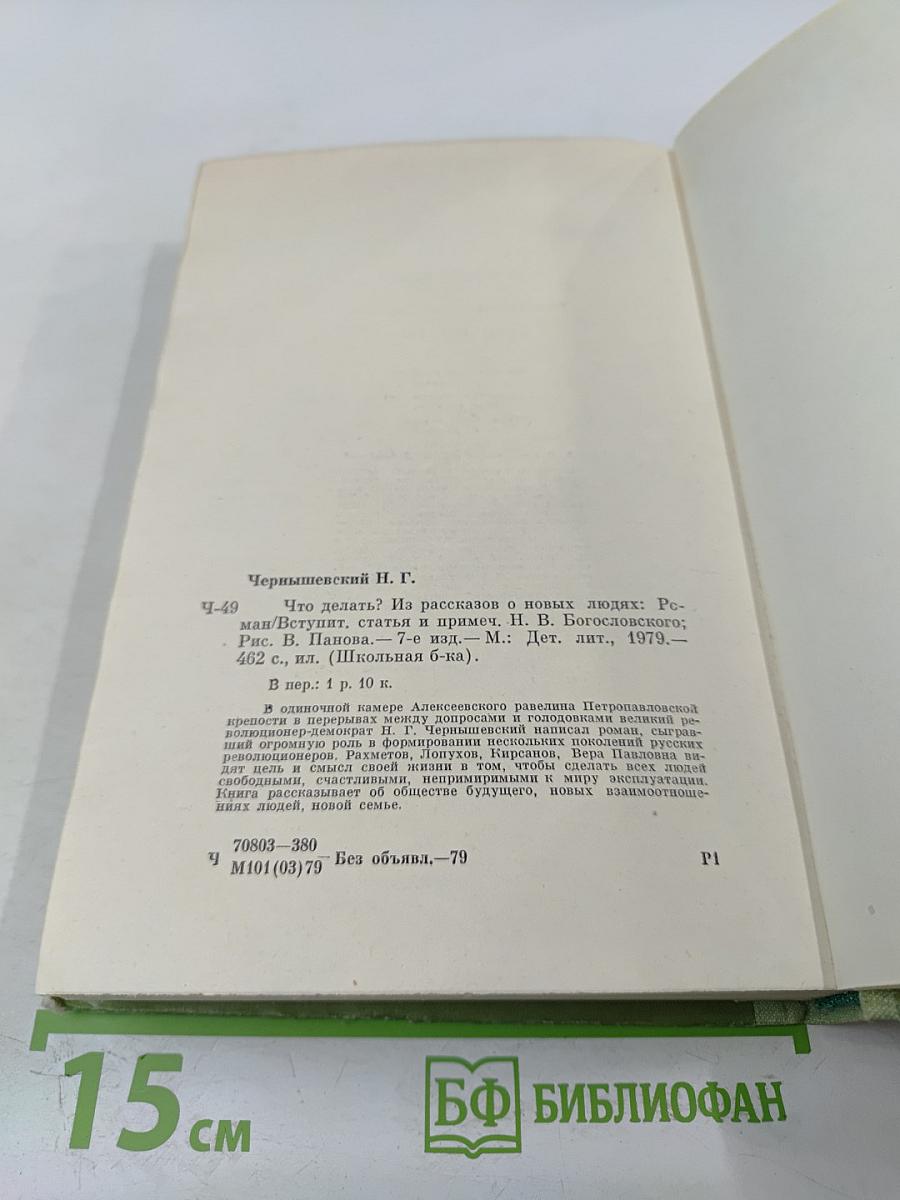 Чернышевский Н. Г.
Ч-49 Что делать? Из рассказов о новых людях: Ро-
ман/Вступит. статья и примеч. Н. В. Богословского;
Рис. В. Панова.— 7-е изд.— М.: Дет. лит., 1979.—
462 с., ил. (Школьная б-ка).
В пер.: 1 р. 10 к.
В одиночной камере Алексеевского равелина Петропавловской
крепости в перерывах между допросами и голодовками великий ре-
волюционер-демократ Н. Г. Чернышевский написал роман, сыграв-
ший огромную роль в формировании нескольких поколений русских
революционеров. Рахметов, Лопухов, Кирсанов, Вера Павловна ви-
дят цель и смысл своей жизни в том, чтобы сделать всех людей
свободными, счастливыми, непримиримыми к миру эксплуатации.
Книга рассказывает об обществе будущего, новых взаимоотноше-
ниях людей, новой семье.
70803—380
Ч М101(03)79 — Без объявл.—79 Р1
15 см БФ БИБЛИОФАН